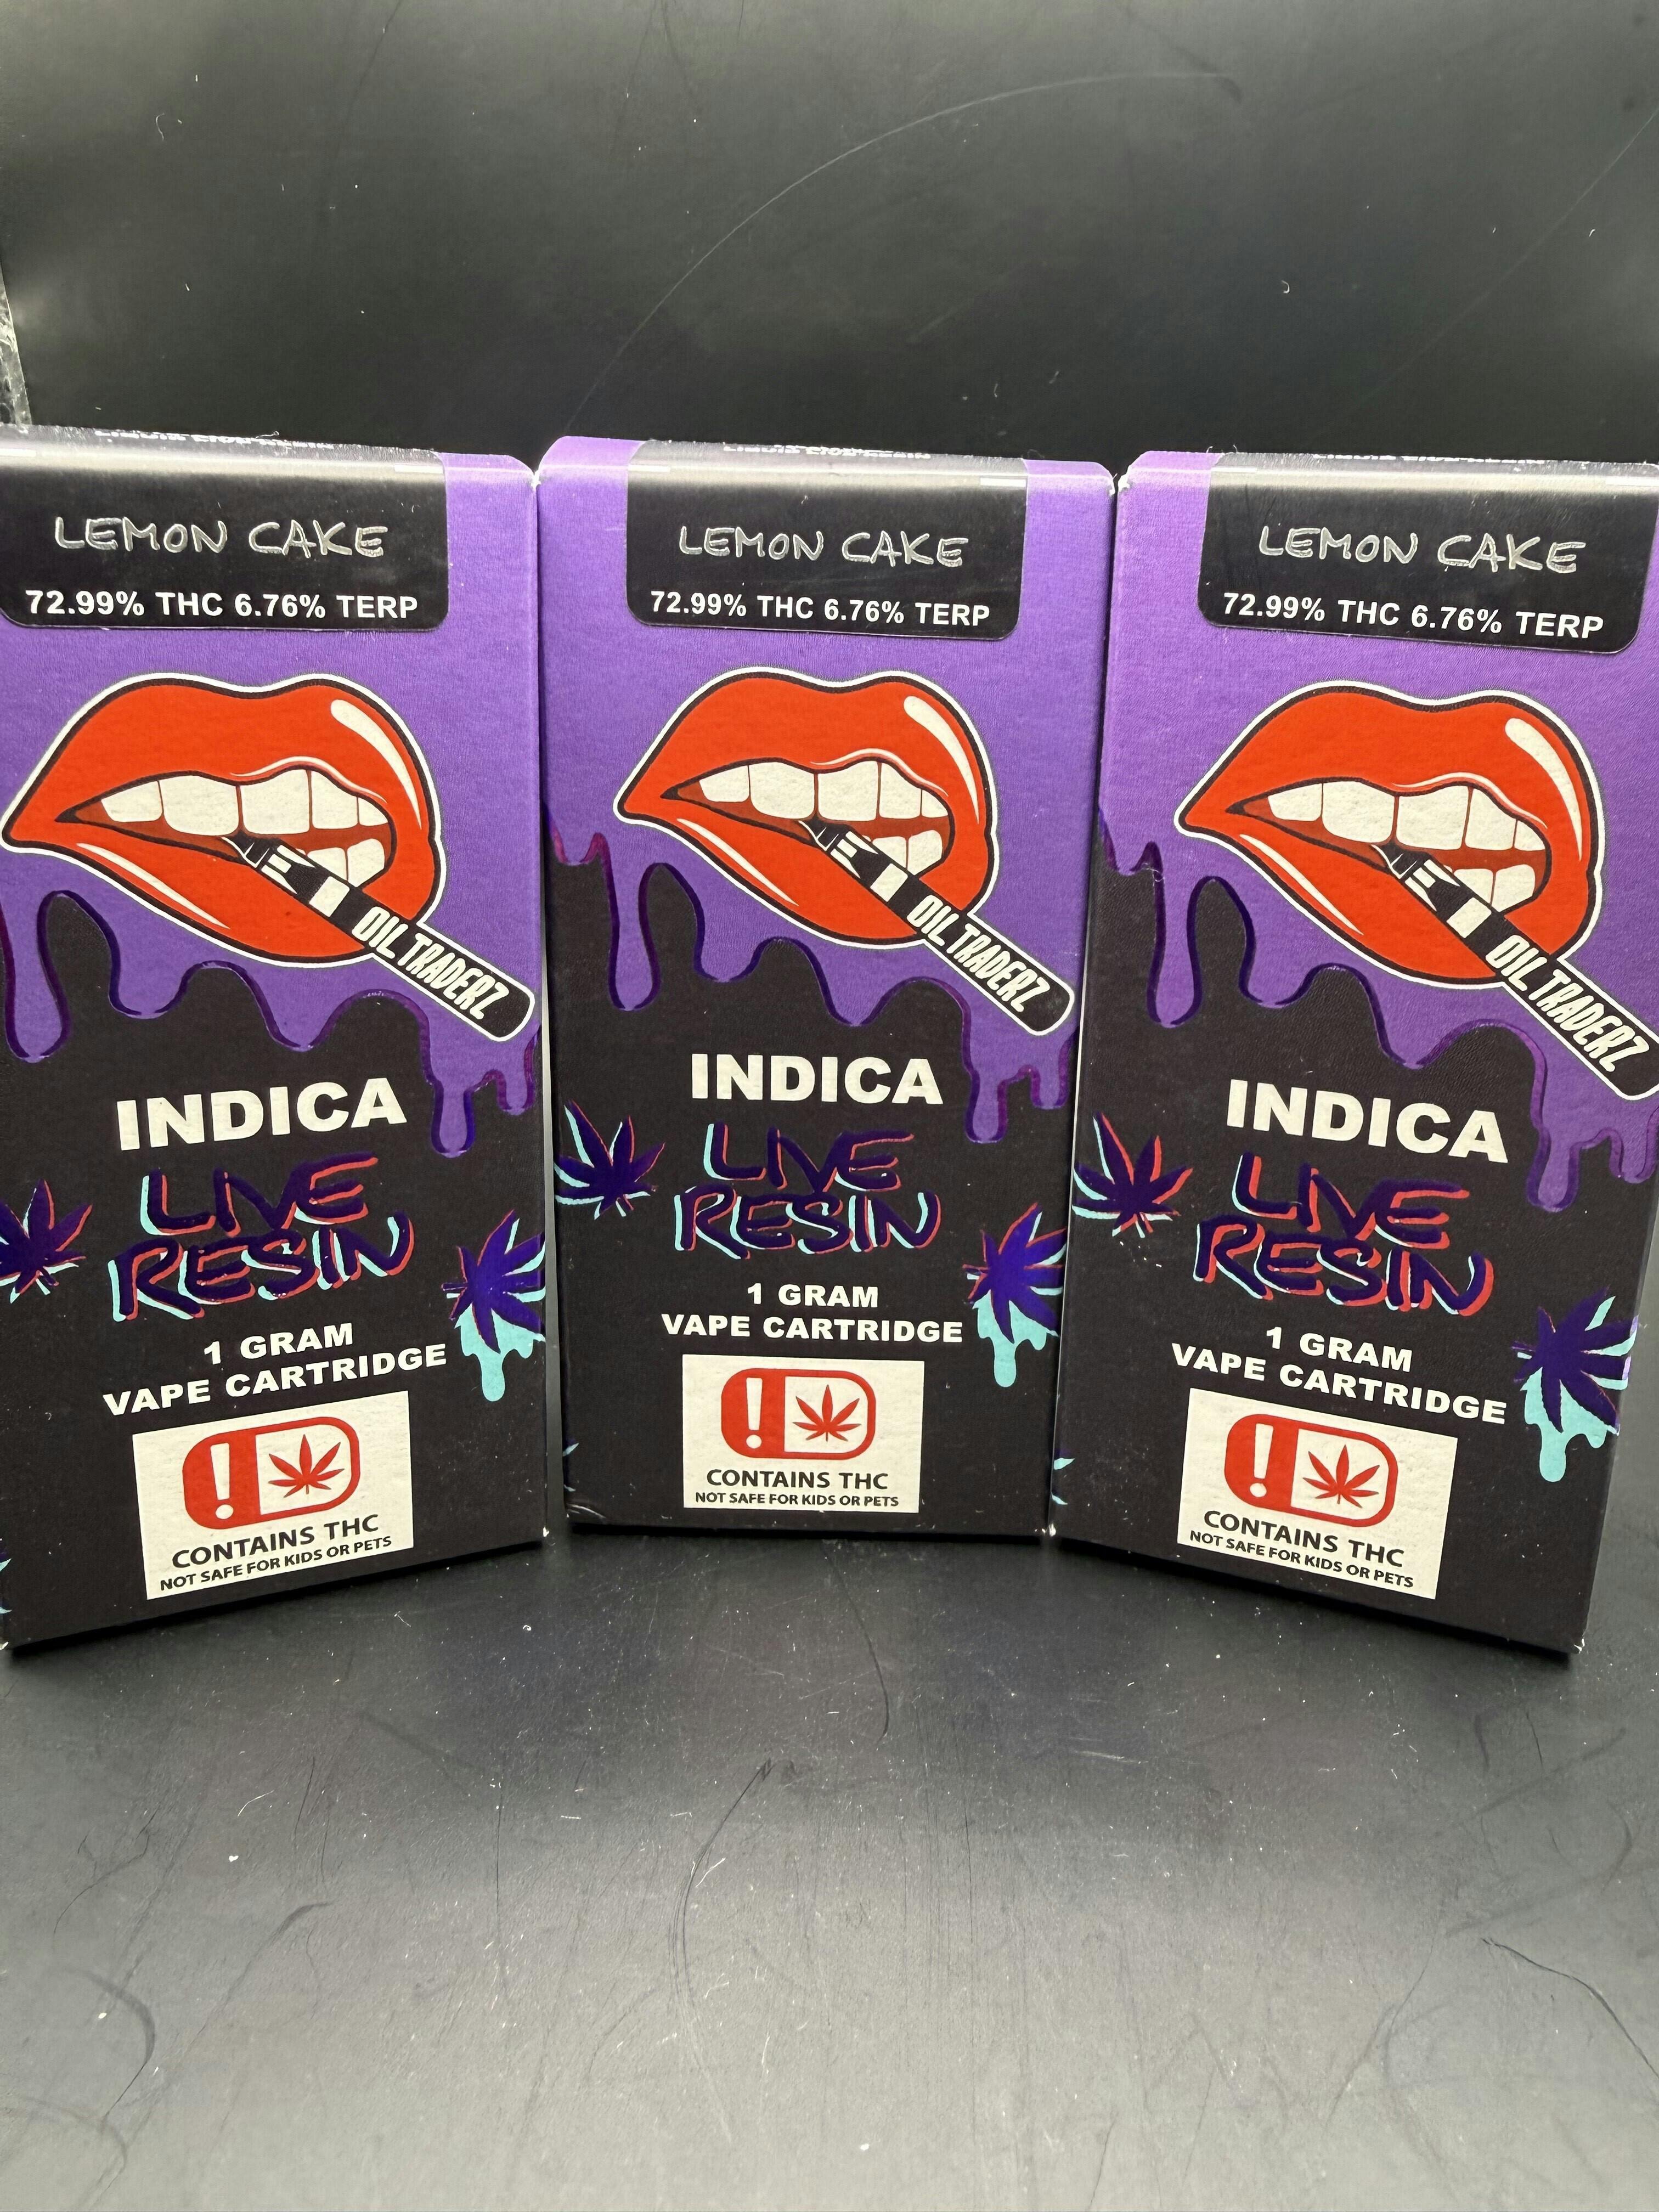 LEMON CAKE
72.99% THC 6.76% TERP
OIL TRADERZ
INDICA
LIVE
RESIN
1 GRAM
VAPE CARTRIDGE
!
CONTAINS THC
NOT SAFE FOR KIDS OR PETS
LEMON CAKE
72.99% THC 6.76% TERP
OIL TRADERZ
INDICA
LIVE
RESIN
1 GRAM
VAPE CARTRIDGE
!
CONTAINS THC
NOT SAFE FOR KIDS OR PETS
LEMON CAKE
72.99% THC 6.76% TERP
OIL TRADERZ
INDICA
LIVE
RESIN
1 GRAM
VAPE CARTRIDGE
!
CONTAINS THC
NOT SAFE FOR KIDS OR PETS